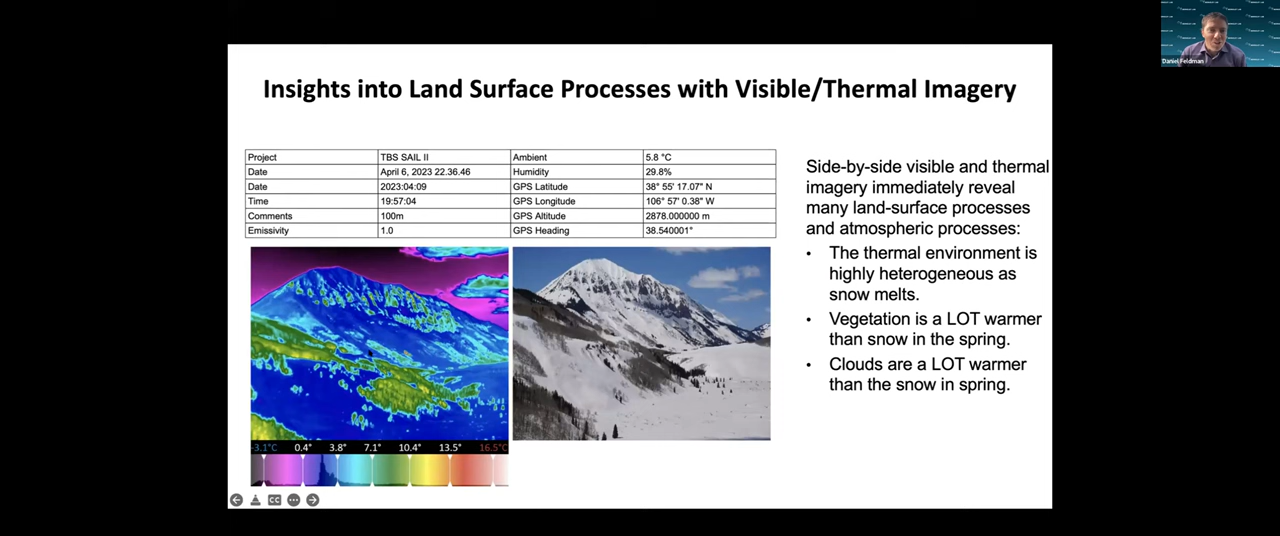 Daniel Feldman
Insights into Land Surface Processes with Visible/Thermal Imagery
Project TBS SAIL II Ambient 5.8 °C
Date April 6, 2023 22.36.46 Humidity 29.8%
Date 2023:04:09 GPS Latitude 38° 55' 17.07" N
Time 19:57:04 GPS Longitude 106° 57' 0.38" W
Comments 100m GPS Altitude 2878.000000 m
Emissivity 1.0 GPS Heading 38.540001°
Side-by-side visible and thermal
imagery immediately reveal
many land-surface processes
and atmospheric processes:
• The thermal environment is
highly heterogeneous as
snow melts.
• Vegetation is a LOT warmer
than snow in the spring.
• Clouds are a LOT warmer
than the snow in spring.
-3.1°C 0.4° 3.8° 7.1° 10.4° 13.5° 16.5°C
CC